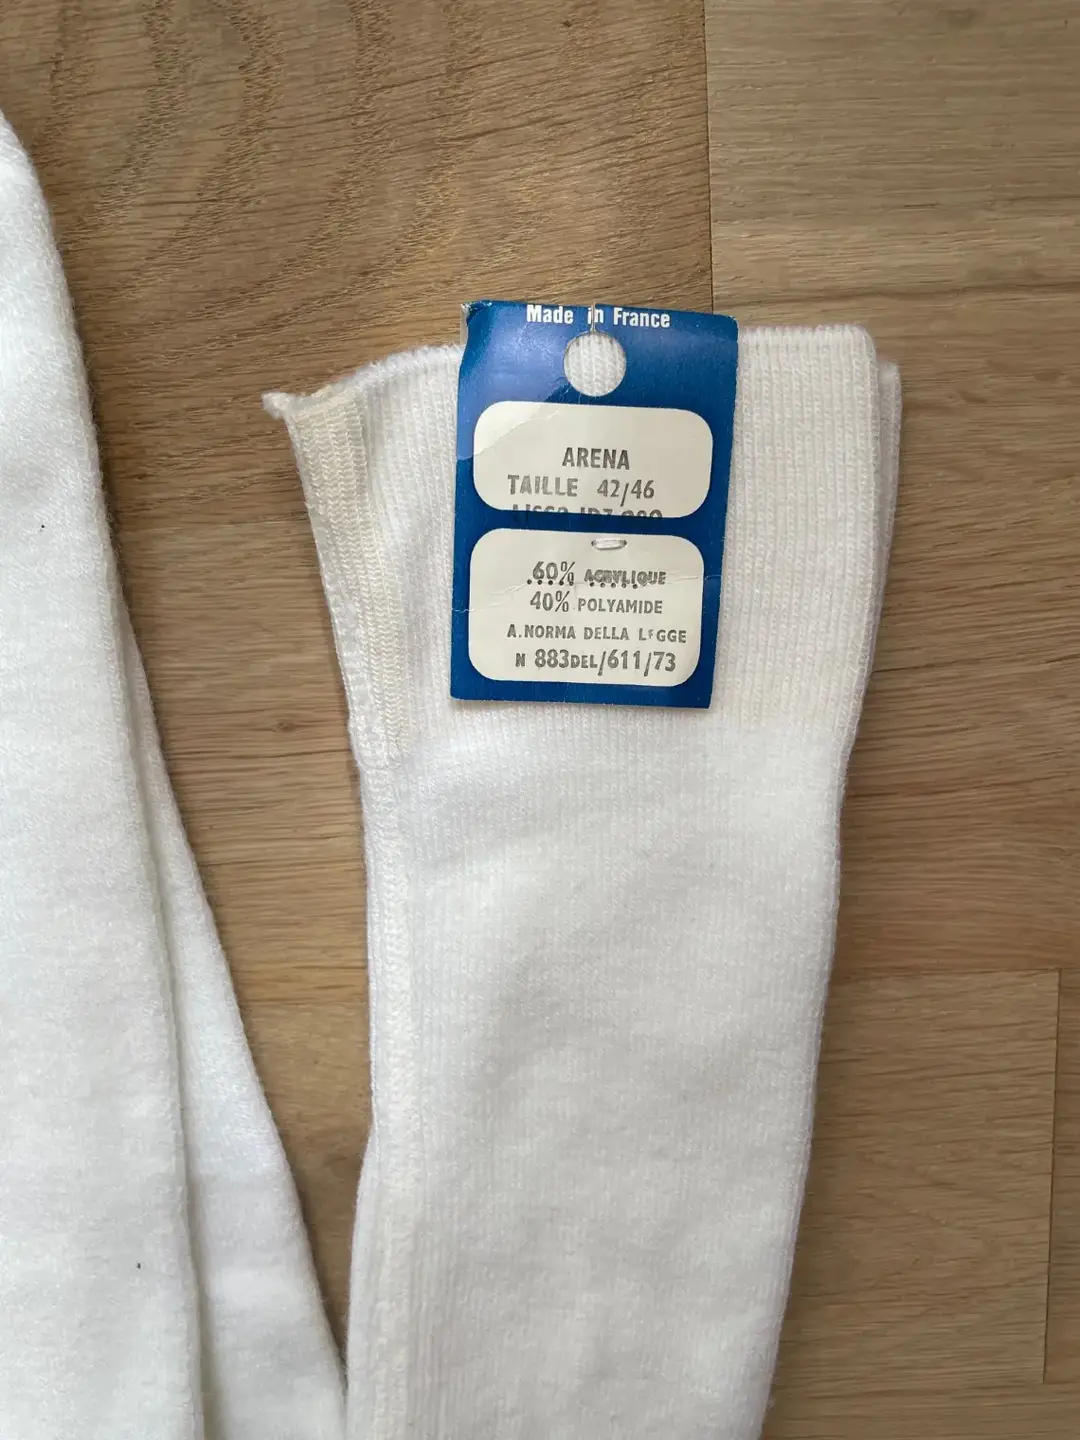 Made in France
ARENA
TAILLE 42/46
60% ACRYLIQUE
40% POLYAMIDE
A.NORMA DELLA LEGGE
N 883DEL/611/73